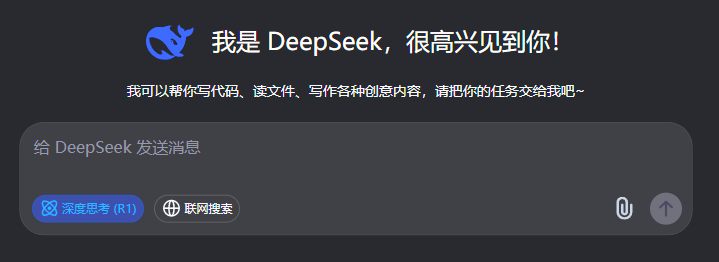 我是 DeepSeek，很高兴见到你！
我可以帮你写代码、读文件、写作各种创意内容，请把你的任务交给我吧~
给 DeepSeek 发送消息
深度思考 (R1) 联网搜索